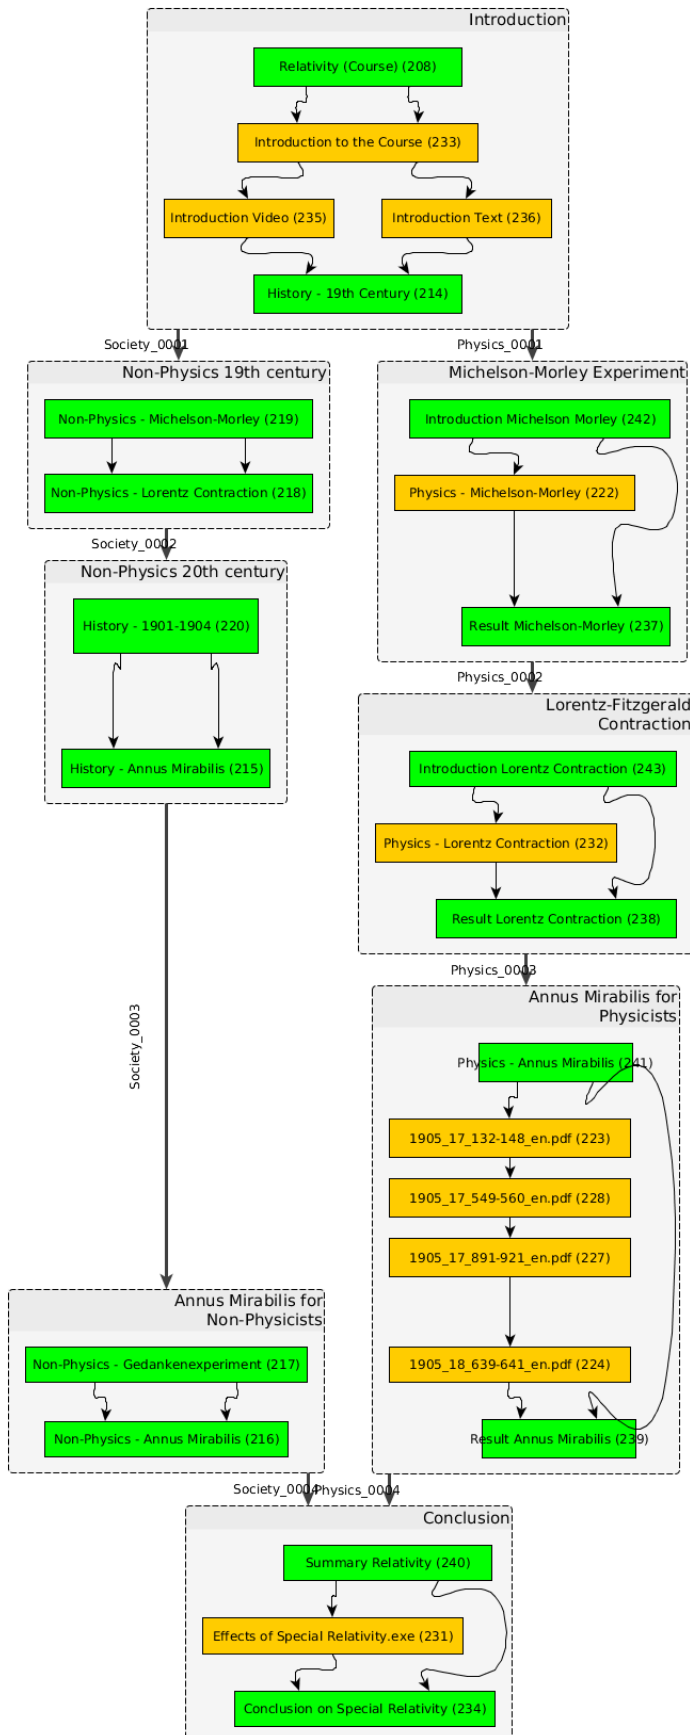 Introduction
Relativity (Course) (208)
Introduction to the Course (233)
Introduction Video (235)
Introduction Text (236)
History - 19th Century (214)
Society_0001
Physics_0001
Non-Physics 19th century
Non-Physics - Michelson-Morley (219)
Non-Physics - Lorentz Contraction (218)
Michelson-Morley Experiment
Introduction Michelson Morley (242)
Physics - Michelson-Morley (222)
Result Michelson-Morley (237)
Society_0002
Non-Physics 20th century
History - 1901-1904 (220)
History - Annus Mirabilis (215)
Physics_0002
Lorentz-Fitzgerald
Contraction
Introduction Lorentz Contraction (243)
Physics - Lorentz Contraction (232)
Result Lorentz Contraction (238)
Physics_0003
Society_0003
Annus Mirabilis for
Physicists
Physics - Annus Mirabilis (241)
1905_17_132-148_en.pdf (223)
1905_17_549-560_en.pdf (228)
1905_17_891-921_en.pdf (227)
1905_18_639-641_en.pdf (224)
Result Annus Mirabilis (239)
Annus Mirabilis for
Non-Physicists
Non-Physics - Gedankenexperiment (217)
Non-Physics - Annus Mirabilis (216)
Society_0004
Physics_0004
Conclusion
Summary Relativity (240)
Effects of Special Relativity.exe (231)
Conclusion on Special Relativity (234)